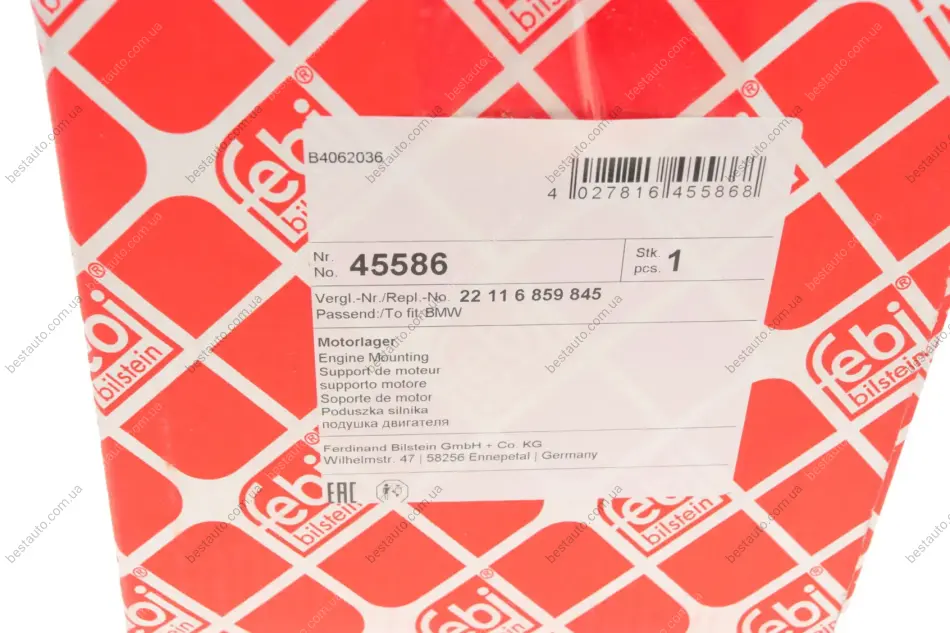 B4062036
4 027816 455868
Nr.
No. 45586
Stk.
pcs. 1
Vergl.-Nr./Repl.-No. 22 11 6 859 845
Passend:/To fit:BMW
Motorlager
Engine Mounting
Support de moteur
supporto motore
Soporte de motor
Poduszka silnika
подушка двигателя
Ferdinand Bilstein GmbH + Co. KG
Wilhelmstr. 47 | 58256 Ennepetal | Germany
EAC
febi
bilstein
bestauto.com.ua